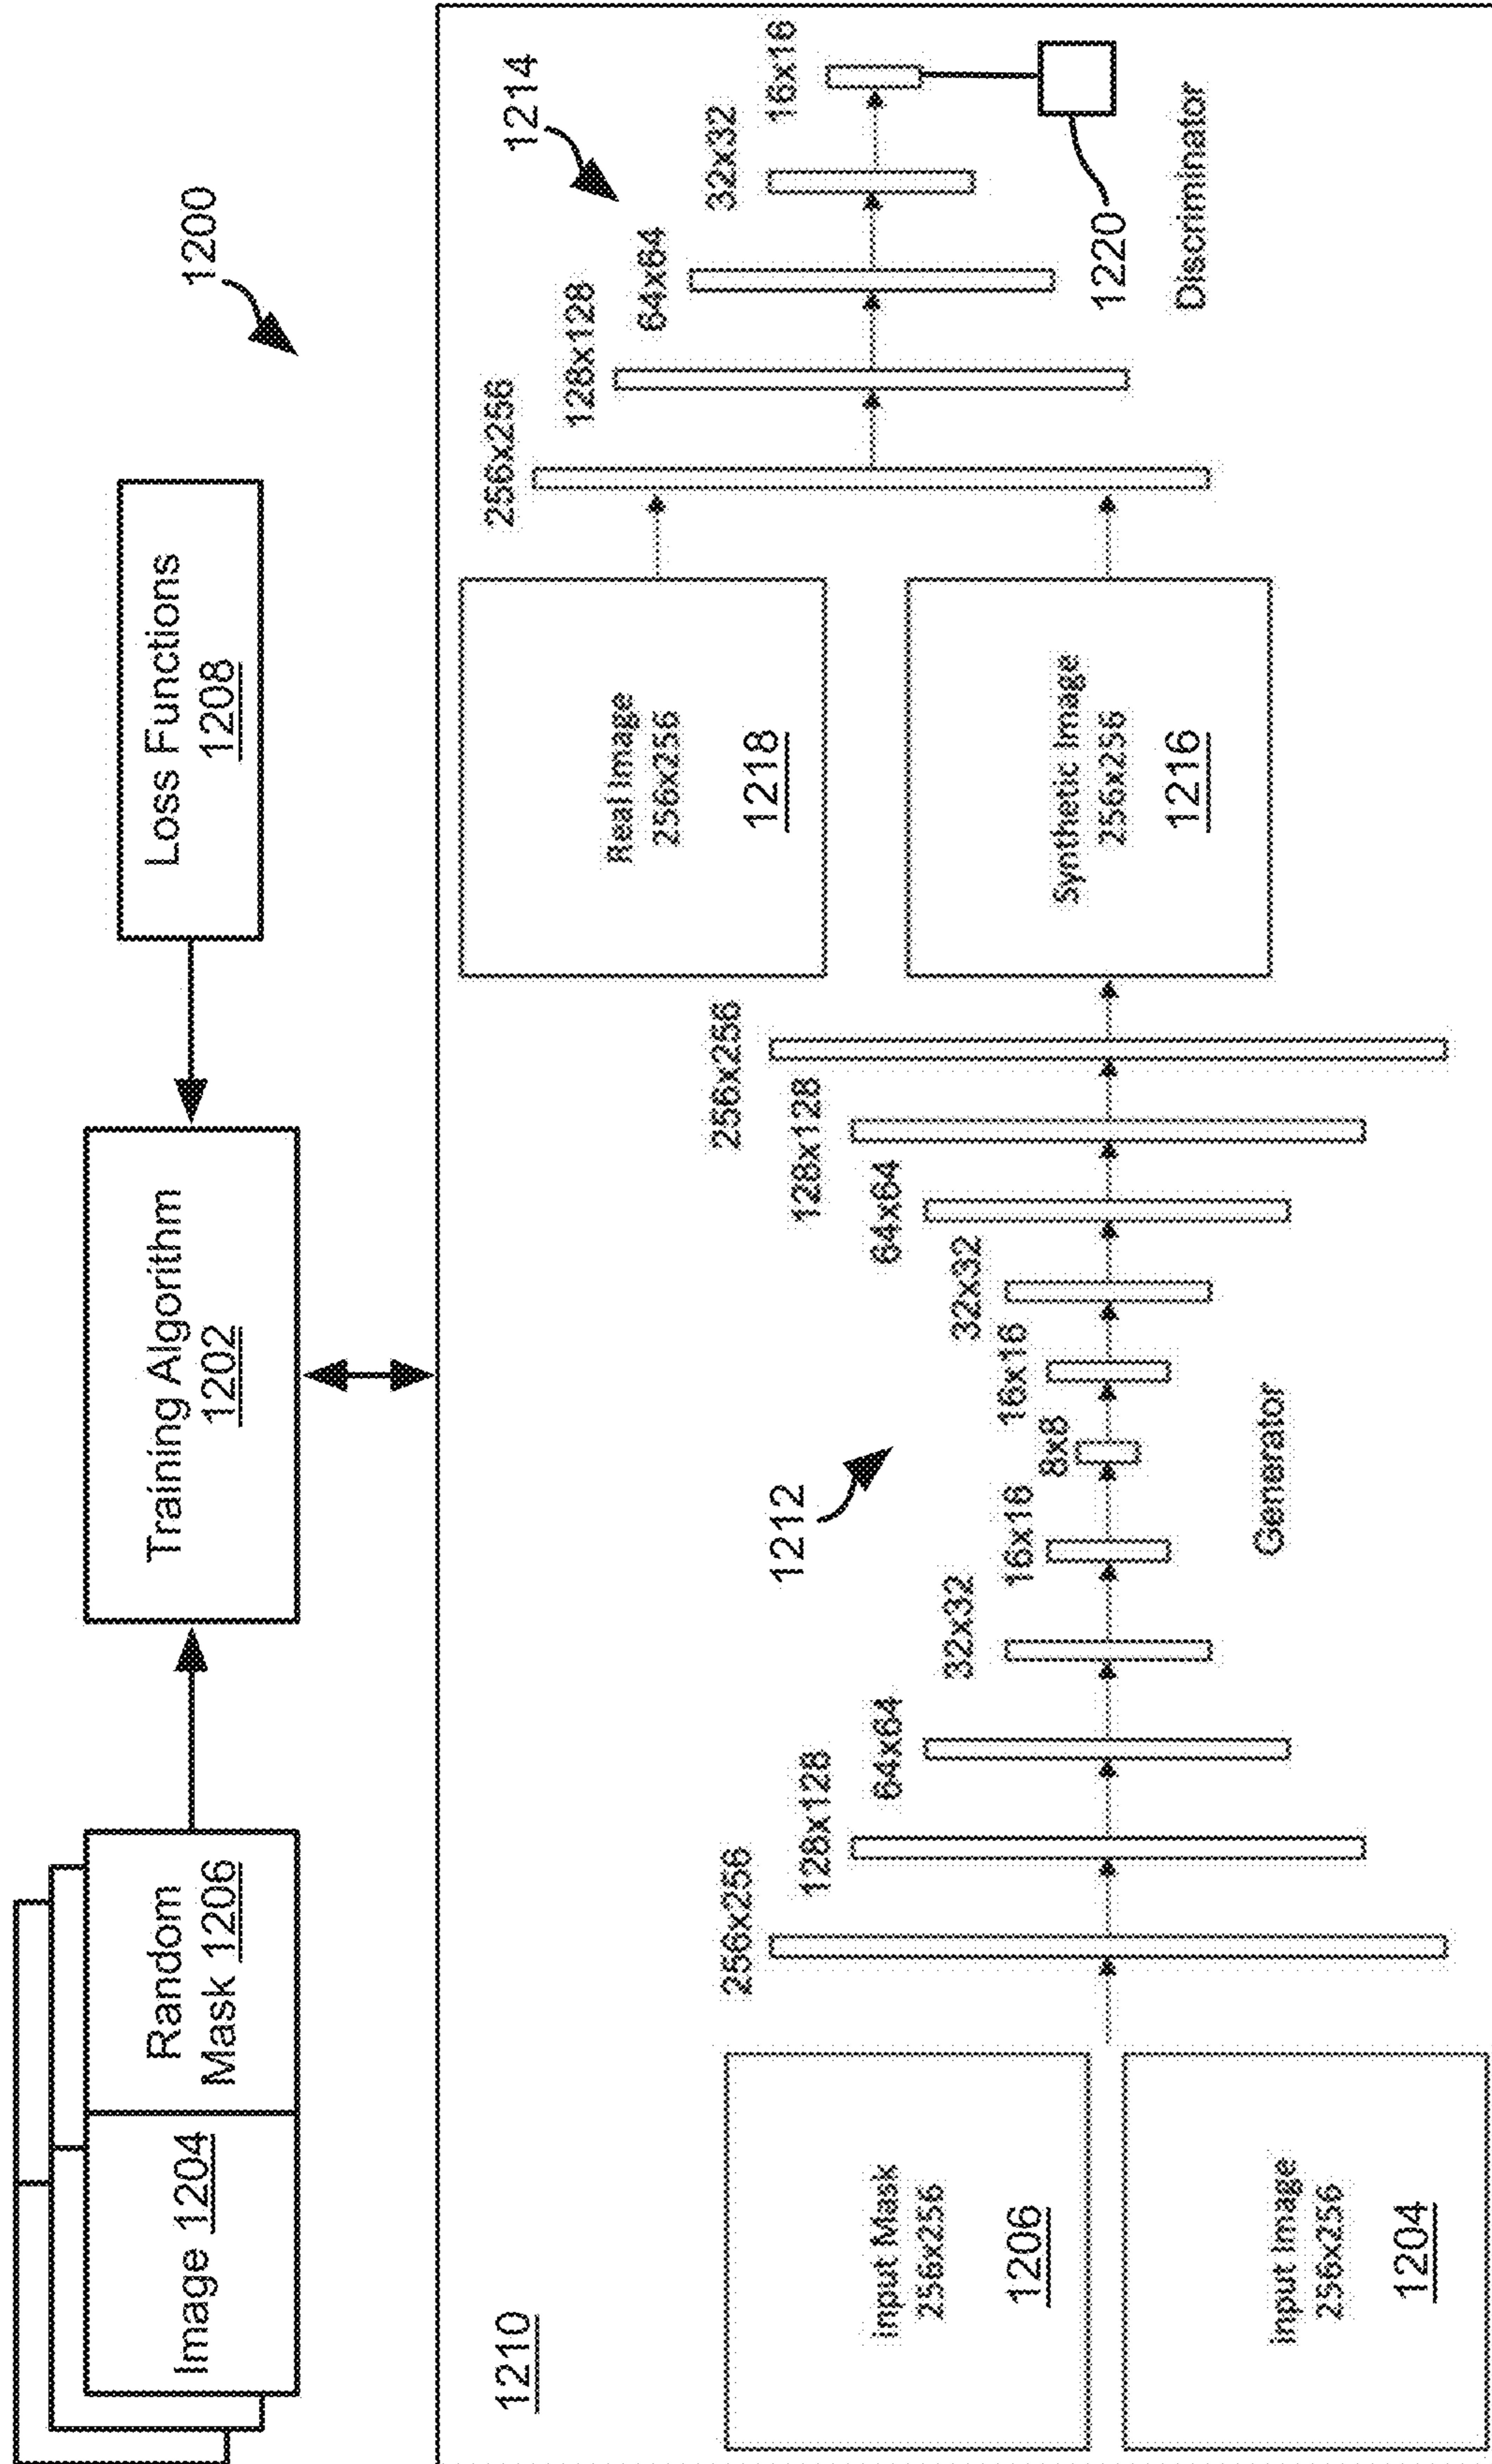 1200
Image 1204
Random
Mask 1206
Training Algorithm
1202
Loss Functions
1208
1210
Input Mask
256x256
1206
Input Image
256x256
1204
256x256
128x128
64x64
32x32
16x16
8x8
16x16
32x32
64x64
128x128
256x256
1212
Generator
Real Image
256x256
1218
Synthetic Image
256x256
1216
256x256
128x128
64x64
32x32
16x16
1214
1220
Discriminator